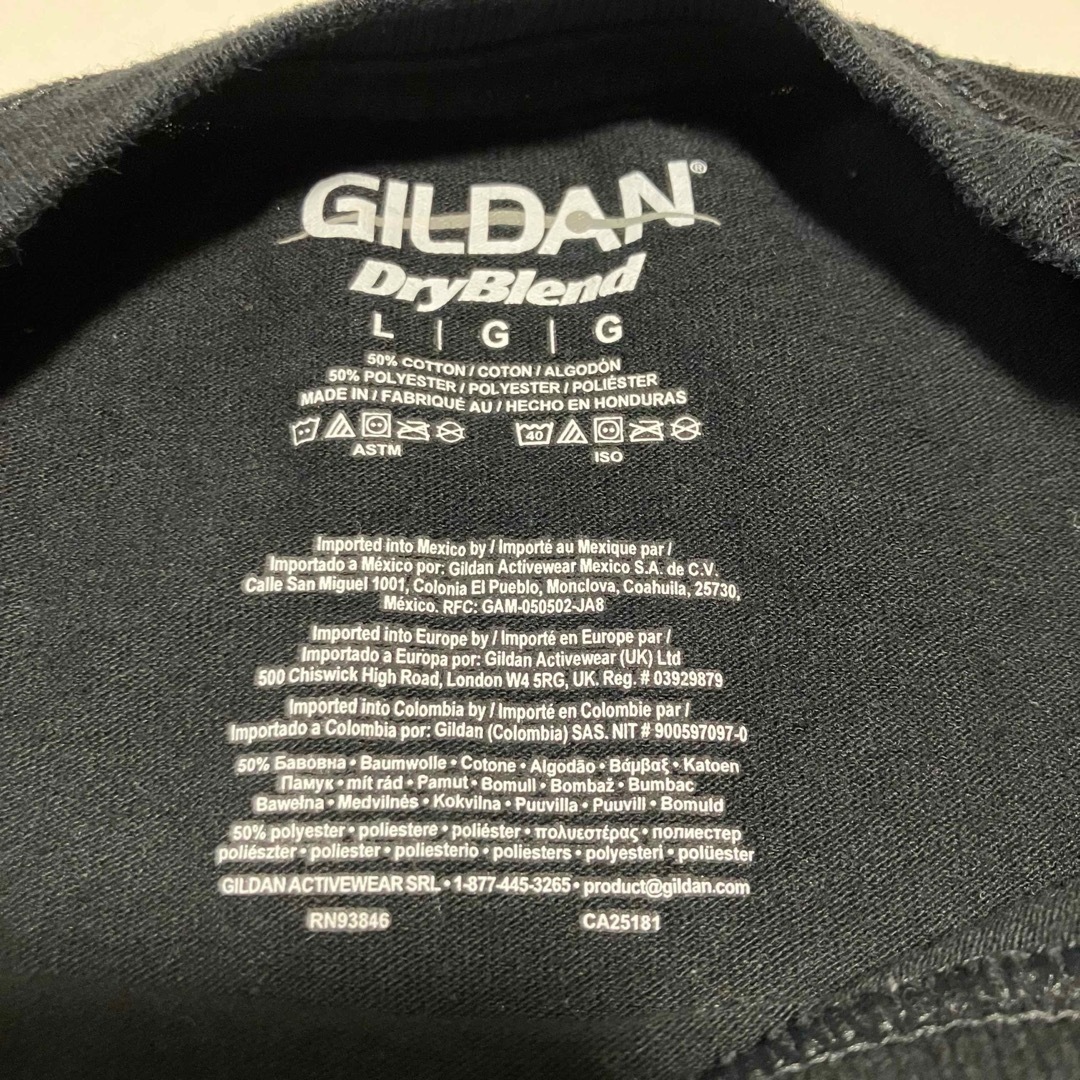 GILDAN®
DryBlend
L | G | G
50% COTTON / COTON / ALGODÓN
50% POLYESTER / POLYESTER / POLIÉSTER
MADE IN / FABRIQUÉ AU / HECHO EN HONDURAS
40
ASTM ISO
Imported into Mexico by / Importé au Mexique par /
Importado a México por: Gildan Activewear Mexico S.A. de C.V.
Calle San Miguel 1001, Colonia El Pueblo, Monclova, Coahuila, 25730,
México. RFC: GAM-050502-JA8
Imported into Europe by / Importé en Europe par /
Importado a Europa por: Gildan Activewear (UK) Ltd
500 Chiswick High Road, London W4 5RG, UK. Reg. # 03929879
Imported into Colombia by / Importé en Colombie par /
Importado a Colombia por: Gildan (Colombia) SAS. NIT # 900597097-0
50% Бавовна • Baumwolle • Cotone • Algodão • Βάμβαξ • Katoen
Памук • mít rád • Pamut • Bomull • Bombaž • Bumbac
Bawełna • Medvilnės • Kokvilna • Puuvilla • Puuvill • Bomuld
50% polyester • poliestere • poliéster • πολυεστέρας • полиестер
poliészter • poliester • poliesterio • poliesters • polyesteri • polüester
GILDAN ACTIVEWEAR SRL • 1-877-445-3265 • product@gildan.com
RN93846 CA25181